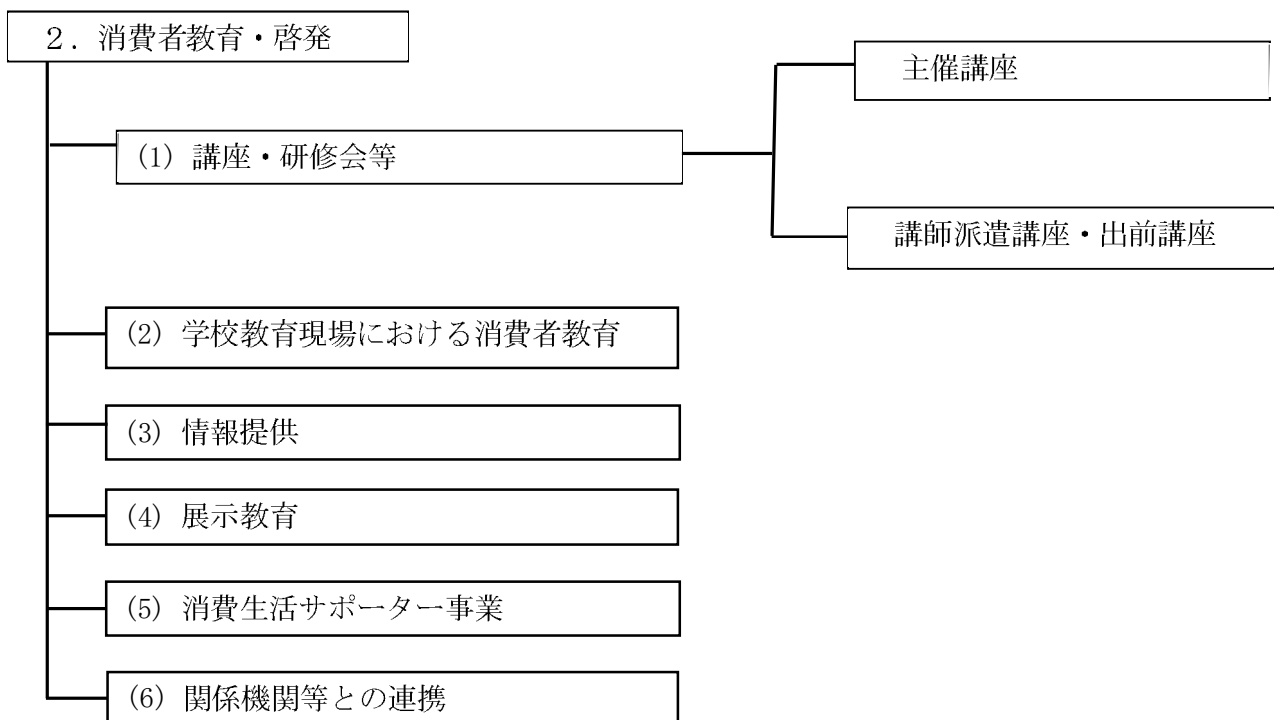 ２．消費者教育・啓発
(1) 講座・研修会等
主催講座
講師派遣講座・出前講座
(2) 学校教育現場における消費者教育
(3) 情報提供
(4) 展示教育
(5) 消費生活サポーター事業
(6) 関係機関等との連携